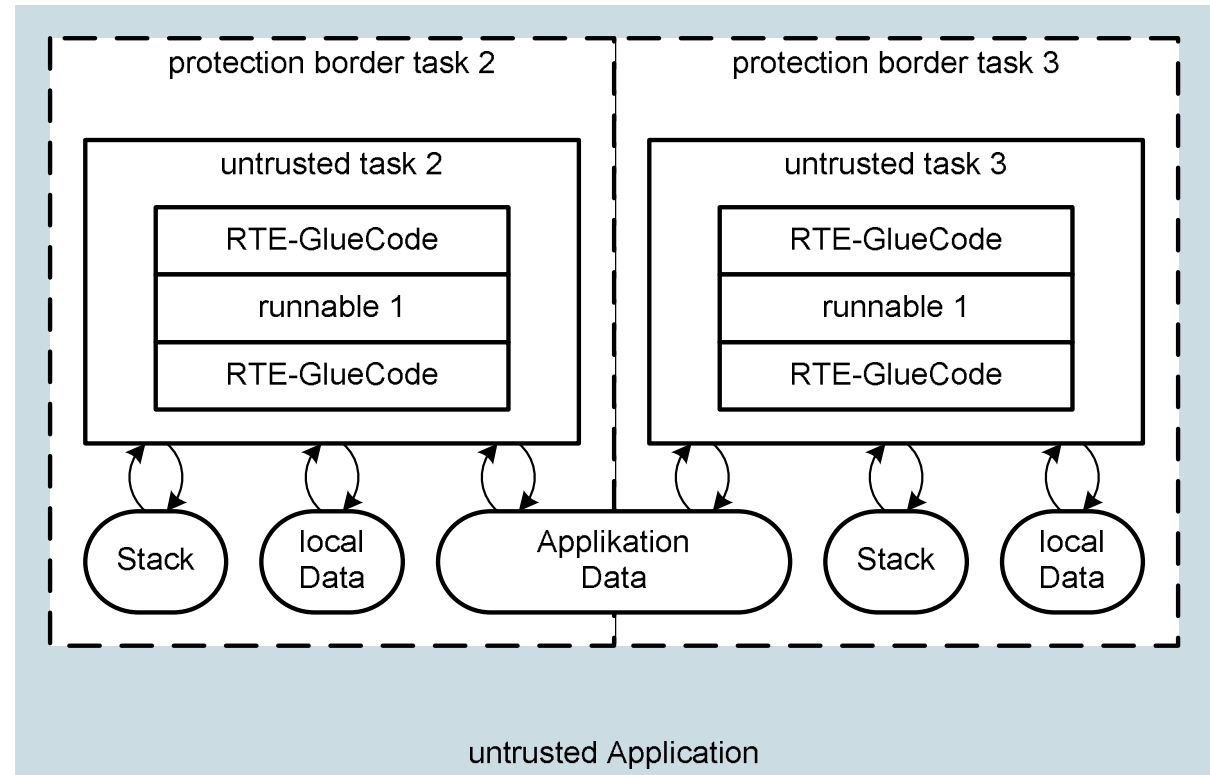 protection border task 2
protection border task 3
untrusted task 2
untrusted task 3
RTE-GlueCode
runnable 1
RTE-GlueCode
RTE-GlueCode
runnable 1
RTE-GlueCode
Stack
local
Data
Applikation
Data
Stack
local
Data
untrusted Application